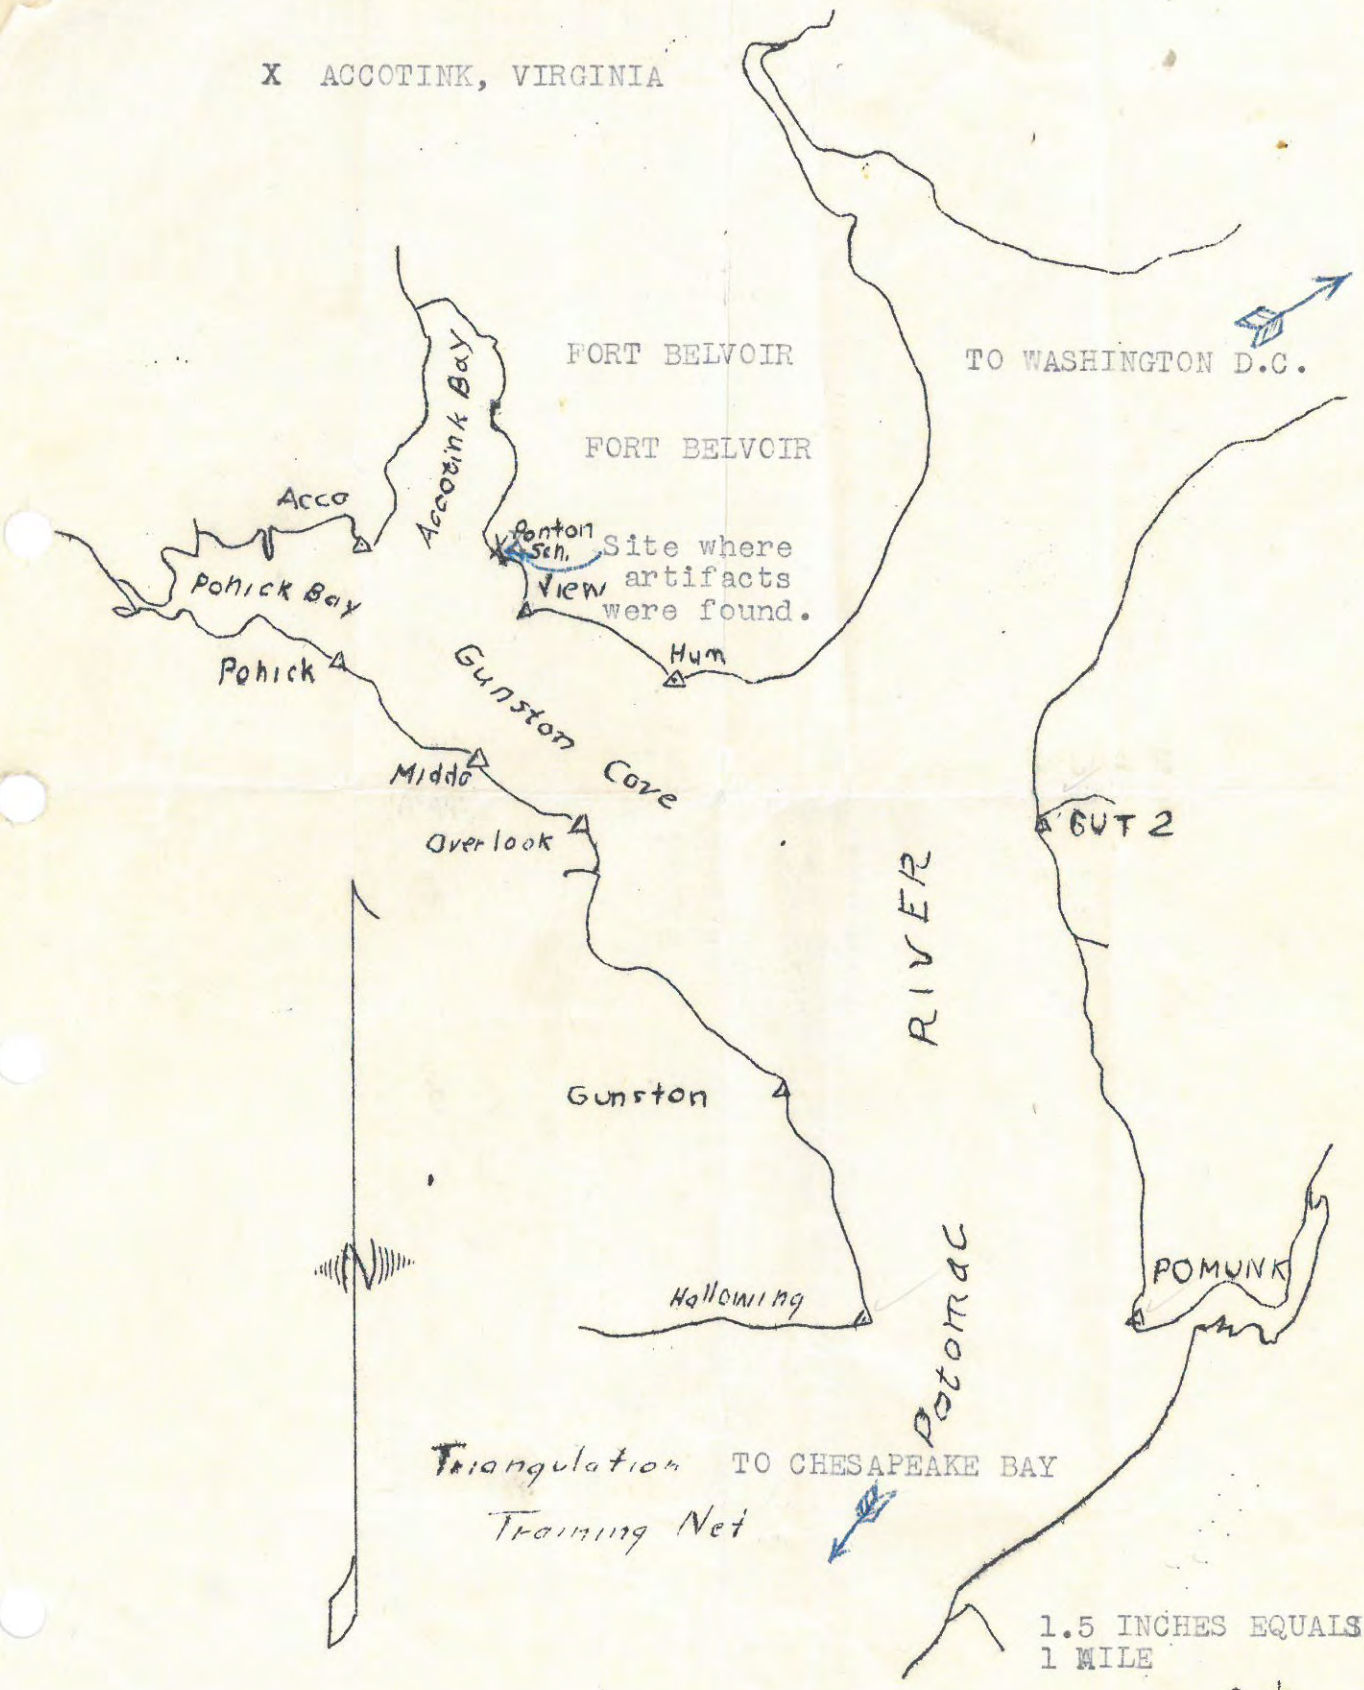 X ACCOTINK, VIRGINIA
FORT BELVOIR
TO WASHINGTON D.C.
Accotink Bay
FORT BELVOIR
Acco
Ponton
Sch.
Site where
artifacts
were found.
View
Pohick Bay
Pohick
Hum
Gunston Cove
Midda
Overlook
GUT 2
Potomac RIVER
Gunston
N
POMUNK
Hallowing
Triangulation
Training Net
TO CHESAPEAKE BAY
1.5 INCHES EQUALS
1 MILE